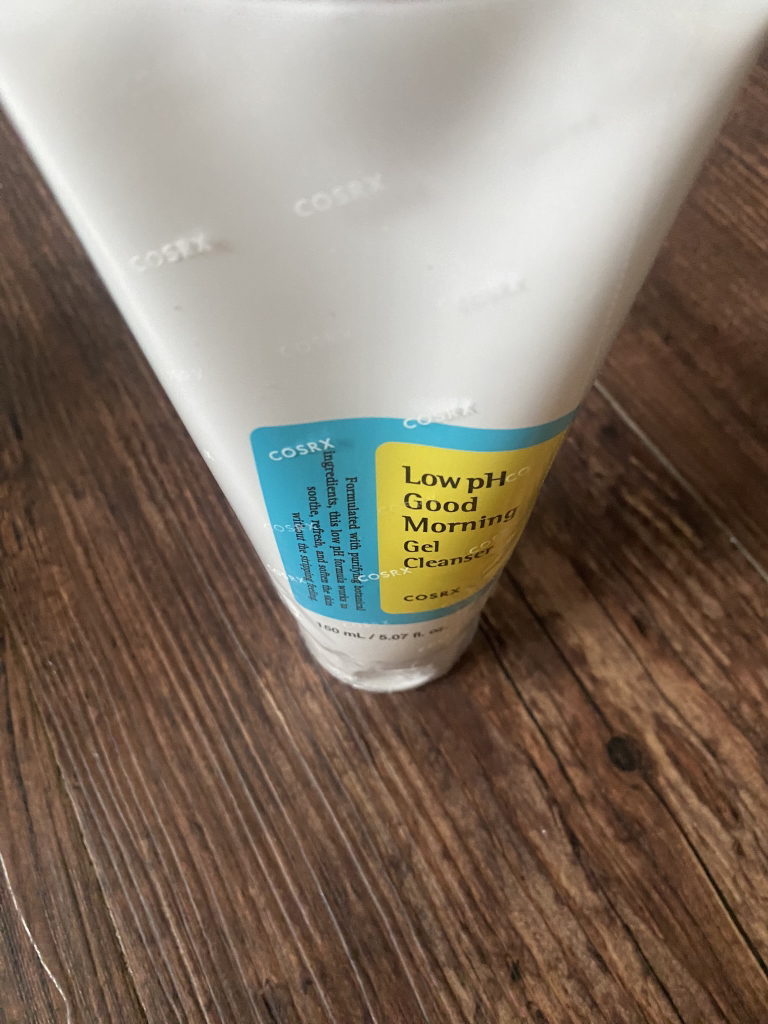 COSRX
COSRX
COSRX
COSRX
COSRX
COSRX
Formulated with purifying botanical
ingredients, this low pH formula works to
soothe, refresh, and soften the skin
without the stripping feeling.
Low pH
Good
Morning
Gel
Cleanser
COSRX
COSRX
150 mL / 5.07 fl. oz